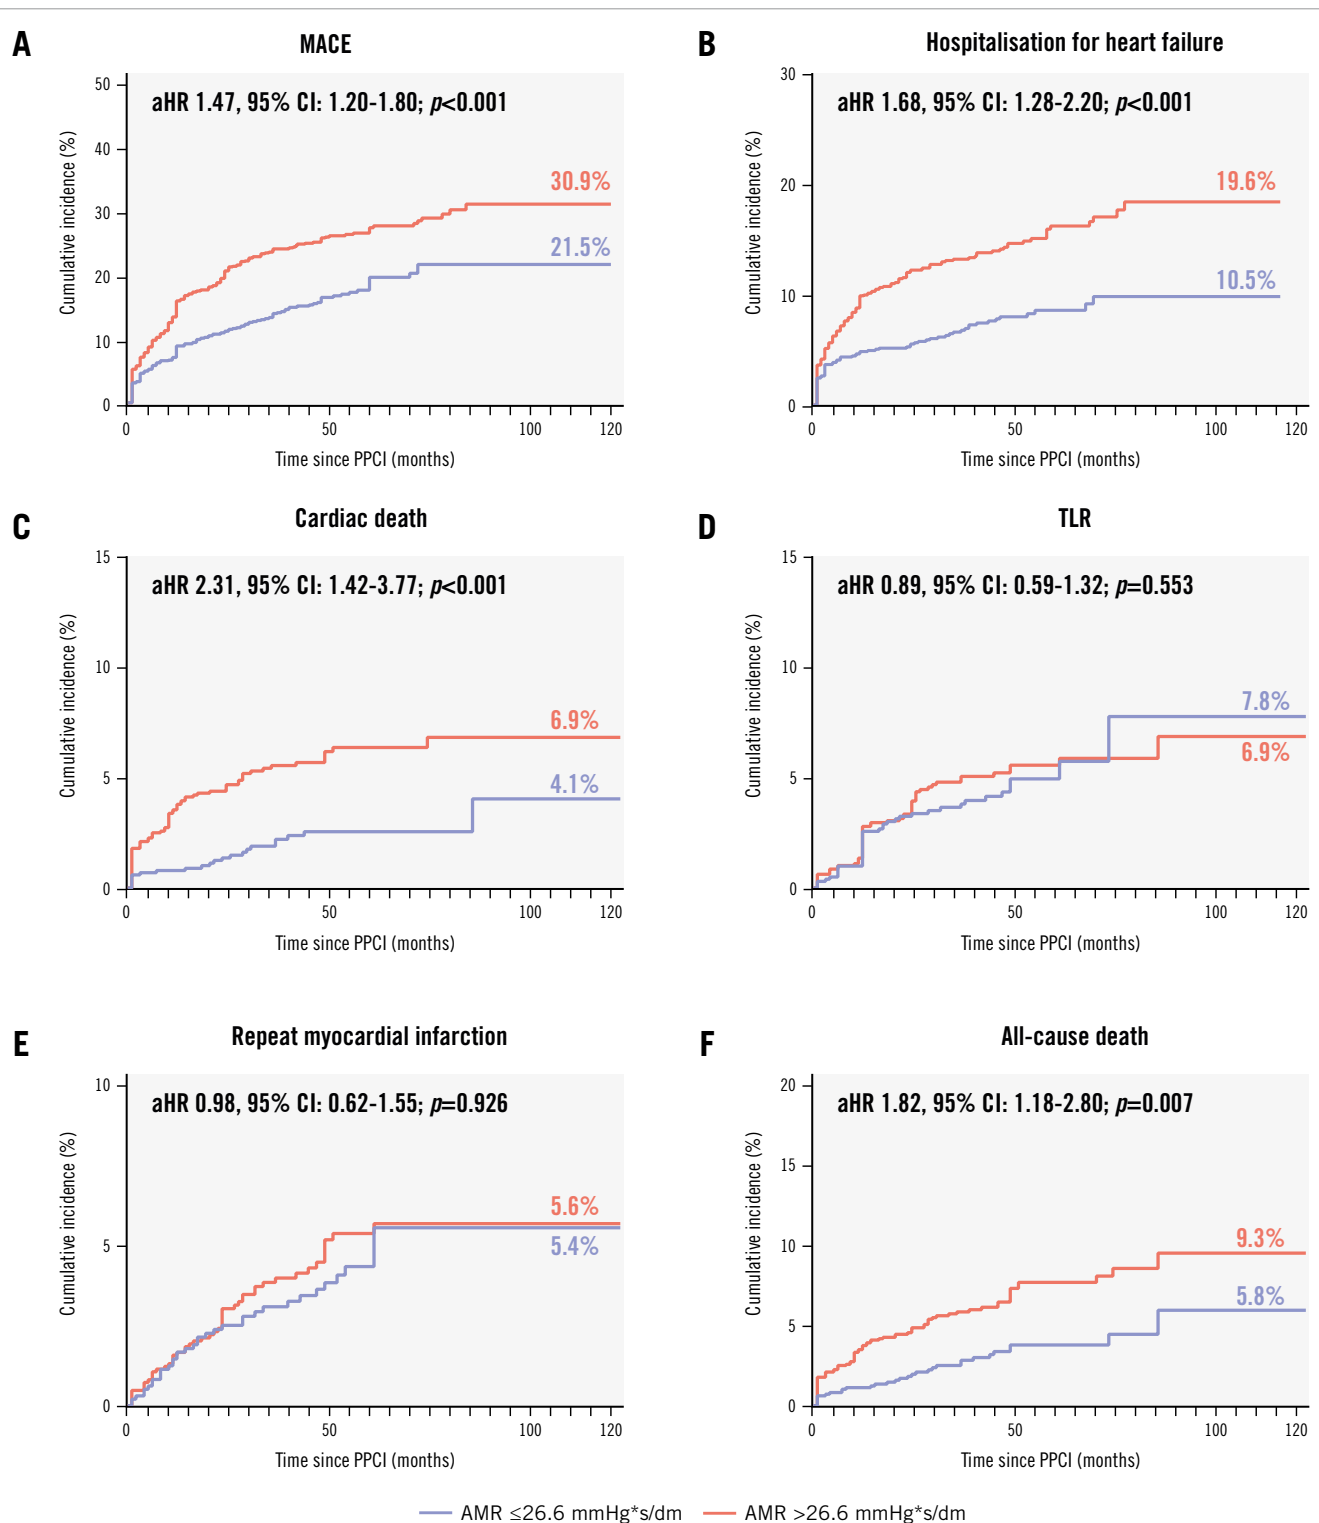 A
MACE
aHR 1.47, 95% CI: 1.20-1.80; p<0.001
50
40
30
20
10
0
Cumulative incidence (%)
30.9%
21.5%
0 50 100 120
Time since PPCI (months)
B
Hospitalisation for heart failure
aHR 1.68, 95% CI: 1.28-2.20; p<0.001
30
20
10
0
Cumulative incidence (%)
19.6%
10.5%
0 50 100 120
Time since PPCI (months)
C
Cardiac death
aHR 2.31, 95% CI: 1.42-3.77; p<0.001
15
10
5
0
Cumulative incidence (%)
6.9%
4.1%
0 50 100 120
Time since PPCI (months)
D
TLR
aHR 0.89, 95% CI: 0.59-1.32; p=0.553
15
10
5
0
Cumulative incidence (%)
7.8%
6.9%
0 50 100 120
Time since PPCI (months)
E
Repeat myocardial infarction
aHR 0.98, 95% CI: 0.62-1.55; p=0.926
10
5
0
Cumulative incidence (%)
5.6%
5.4%
0 50 100 120
Time since PPCI (months)
F
All-cause death
aHR 1.82, 95% CI: 1.18-2.80; p=0.007
20
15
10
5
0
Cumulative incidence (%)
9.3%
5.8%
0 50 100 120
Time since PPCI (months)
AMR ≤26.6 mmHg*s/dm AMR >26.6 mmHg*s/dm